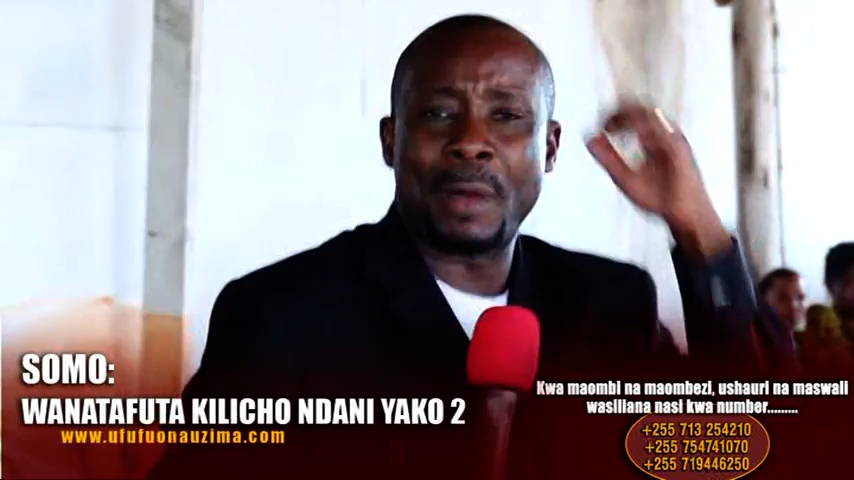 SOMO:
WANATAFUTA KILICHO NDANI YAKO 2
www.ufufuonauzima.com
Kwa maombi na maombezi, ushauri na maswali
wasiliana nasi kwa number.........
+255 713 254210
+255 754741070
+255 719446250